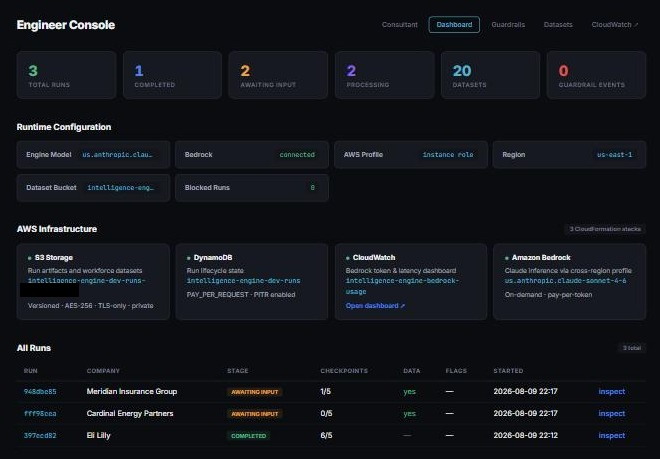 Engineer Console
Consultant Dashboard Guardrails Datasets CloudWatch ↗
3 1 2 2 20 0
TOTAL RUNS COMPLETED AWAITING INPUT PROCESSING DATASETS GUARDRAIL EVENTS
Runtime Configuration
Engine Model us.anthropic.clau… Bedrock connected AWS Profile instance role Region us-east-1
Dataset Bucket intelligence-eng… Blocked Runs 0
AWS Infrastructure 3 CloudFormation stacks
S3 Storage
Run artifacts and workforce datasets
intelligence-engine-dev-runs-
Versioned · AES-256 · TLS-only · private
DynamoDB
Run lifecycle state
intelligence-engine-dev-runs
PAY_PER_REQUEST · PITR enabled
CloudWatch
Bedrock token & latency dashboard
intelligence-engine-bedrock-
usage
Open dashboard ↗
Amazon Bedrock
Claude inference via cross-region profile
us.anthropic.claude-sonnet-4-6
On-demand · pay-per-token
All Runs 3 total
RUN COMPANY STAGE CHECKPOINTS DATA FLAGS STARTED
948dbc85 Meridian Insurance Group AWAITING INPUT 1/5 yes — 2026-08-09 22:17 inspect
fff98cca Cardinal Energy Partners AWAITING INPUT 0/5 yes — 2026-08-09 22:17 inspect
397ecd82 Eli Lilly COMPLETED 6/5 — — 2026-08-09 22:12 inspect